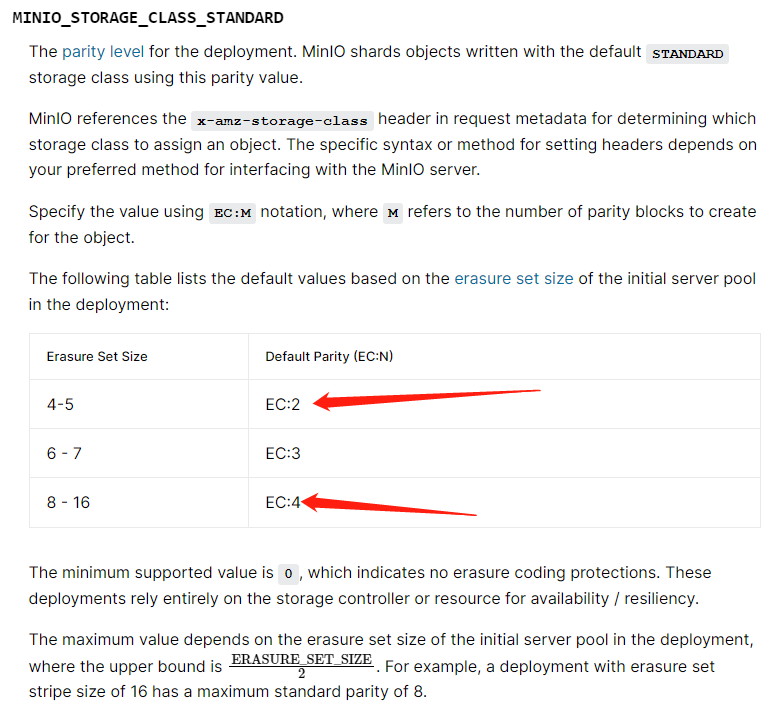 MINIO_STORAGE_CLASS_STANDARD
The parity level for the deployment. MinIO shards objects written with the default STANDARD
storage class using this parity value.
MinIO references the x-amz-storage-class header in request metadata for determining which
storage class to assign an object. The specific syntax or method for setting headers depends on
your preferred method for interfacing with the MinIO server.
Specify the value using EC:M notation, where M refers to the number of parity blocks to create
for the object.
The following table lists the default values based on the erasure set size of the initial server pool
in the deployment:
Erasure Set Size Default Parity (EC:N)
4-5 EC:2
6 - 7 EC:3
8 - 16 EC:4
The minimum supported value is 0 , which indicates no erasure coding protections. These
deployments rely entirely on the storage controller or resource for availability / resiliency.
The maximum value depends on the erasure set size of the initial server pool in the deployment,
where the upper bound is ERASURE_SET_SIZE/2 . For example, a deployment with erasure set
stripe size of 16 has a maximum standard parity of 8.